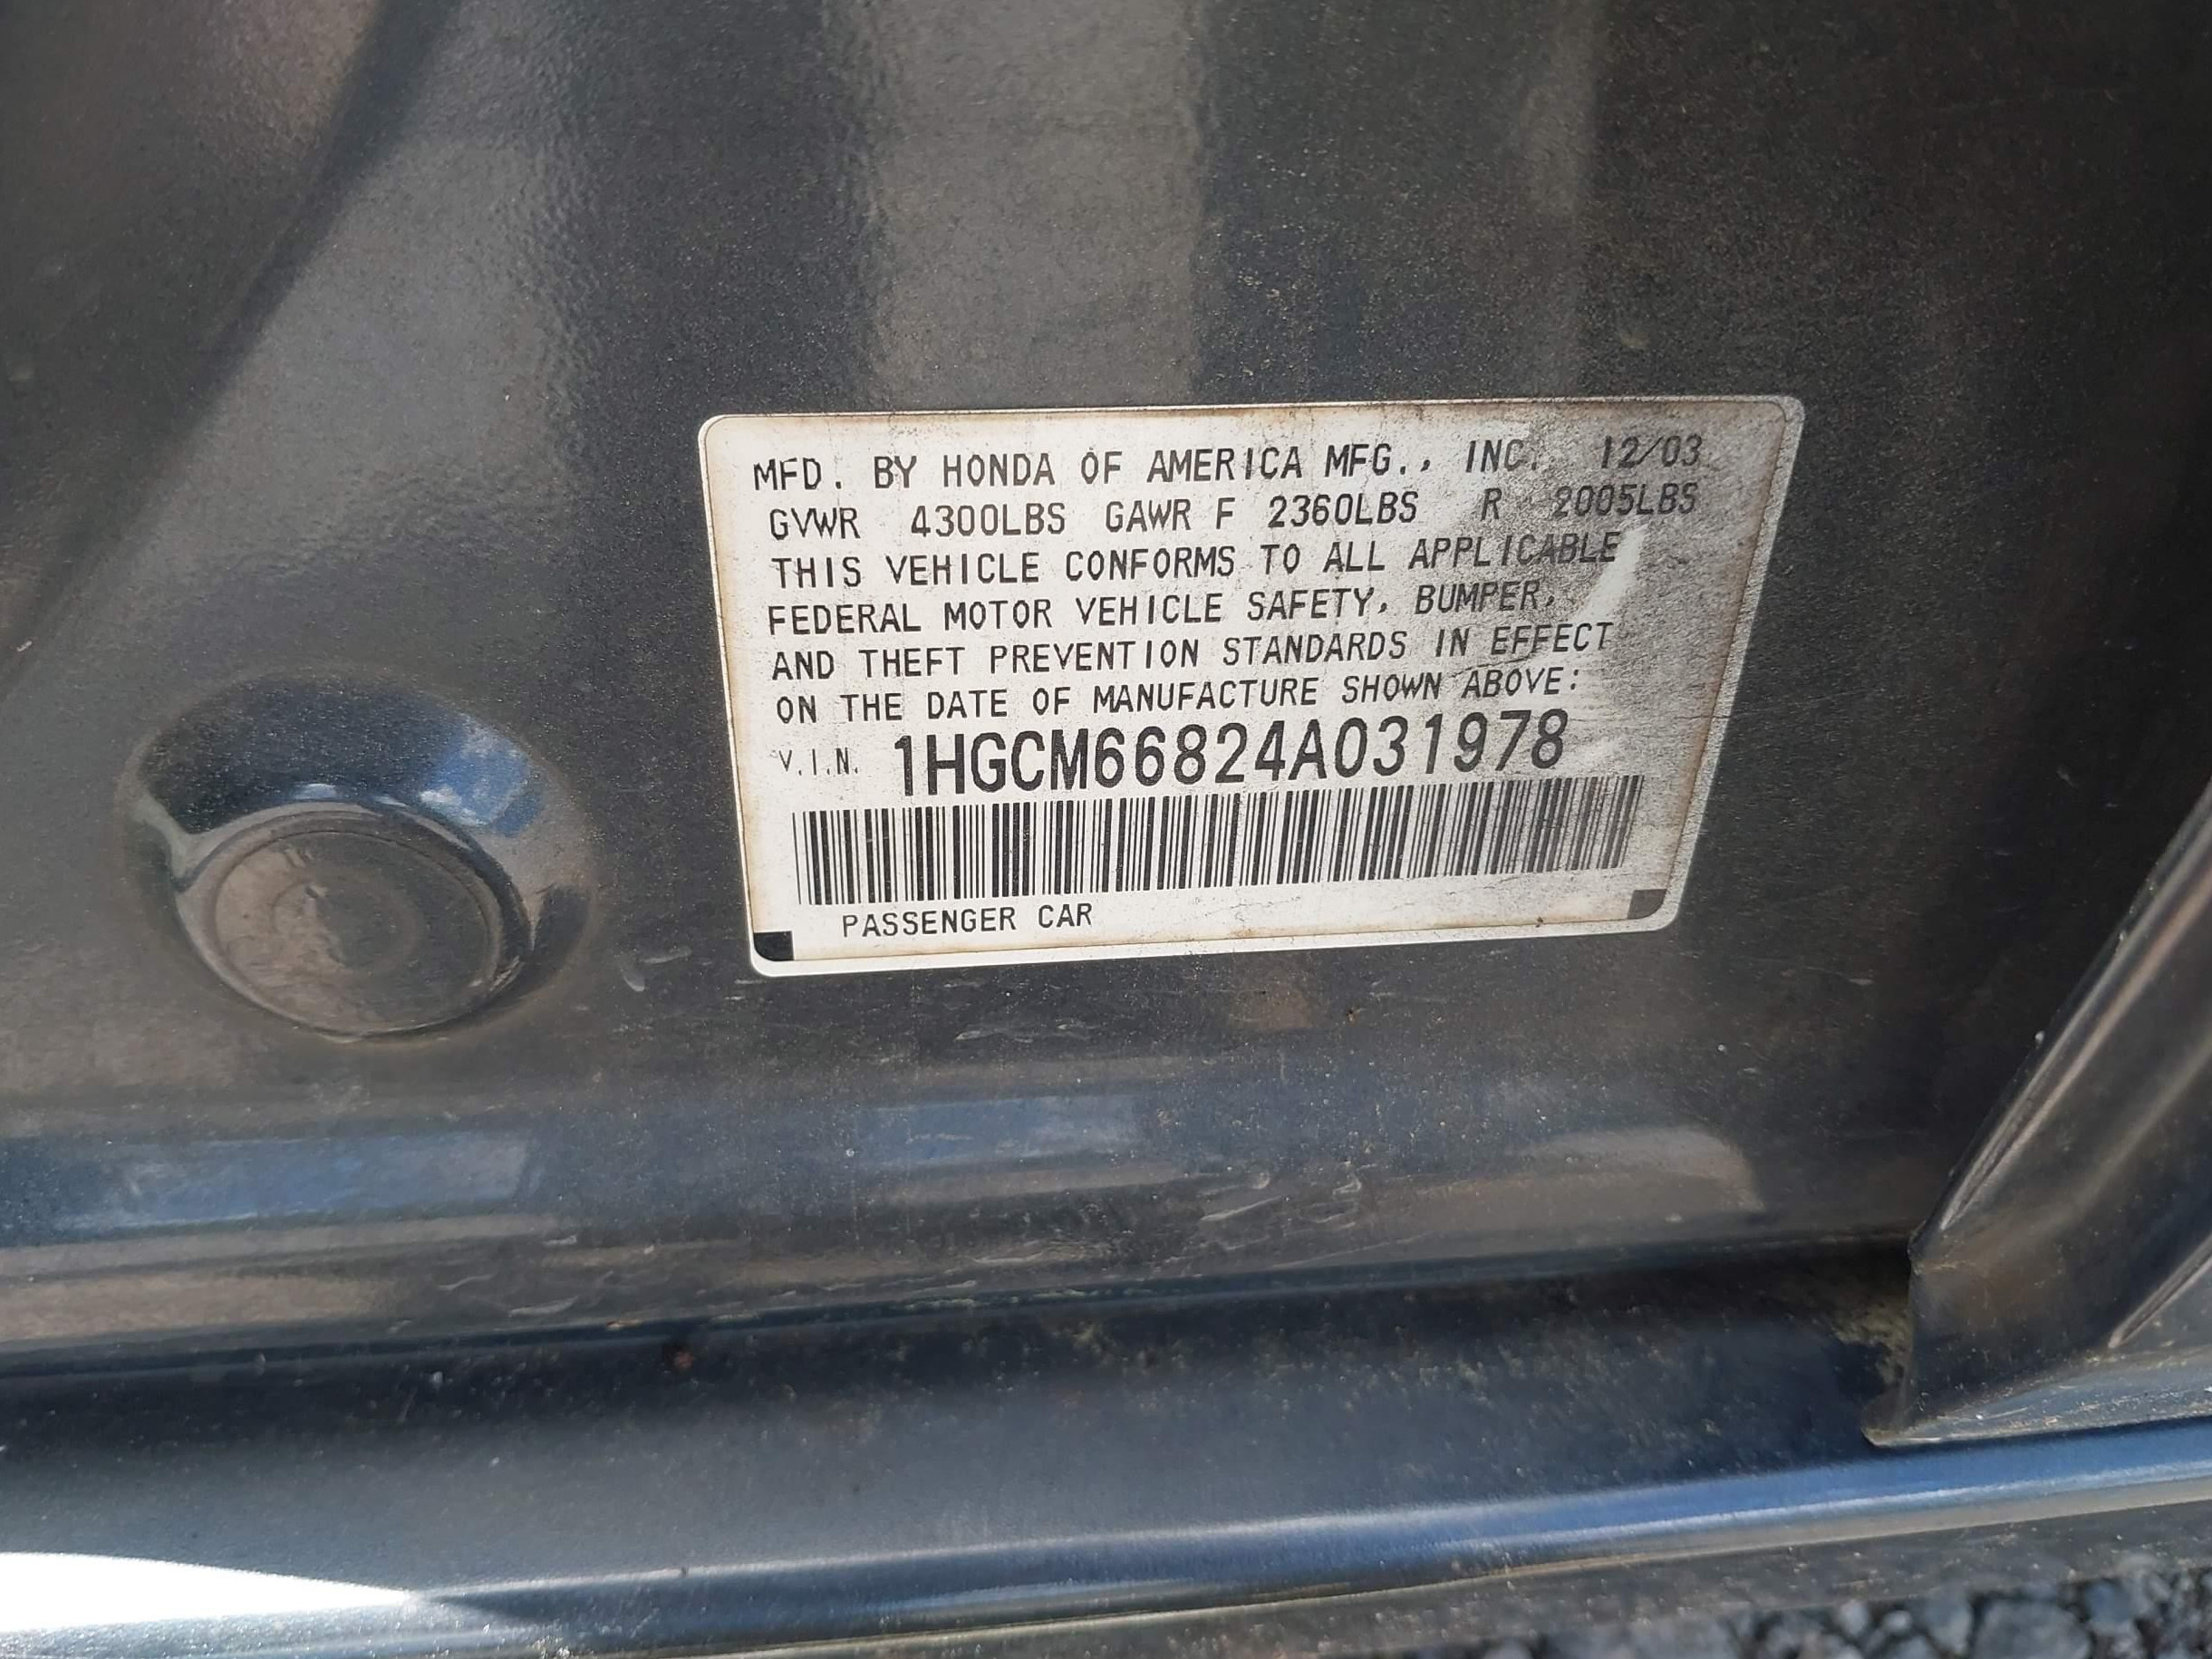 MFD. BY HONDA OF AMERICA MFG., INC. 12/03
GVWR 4300LBS GAWR F 2360LBS R 2005LBS
THIS VEHICLE CONFORMS TO ALL APPLICABLE
FEDERAL MOTOR VEHICLE SAFETY, BUMPER,
AND THEFT PREVENTION STANDARDS IN EFFECT
ON THE DATE OF MANUFACTURE SHOWN ABOVE:
V.I.N. 1HGCM66824A031978
PASSENGER CAR